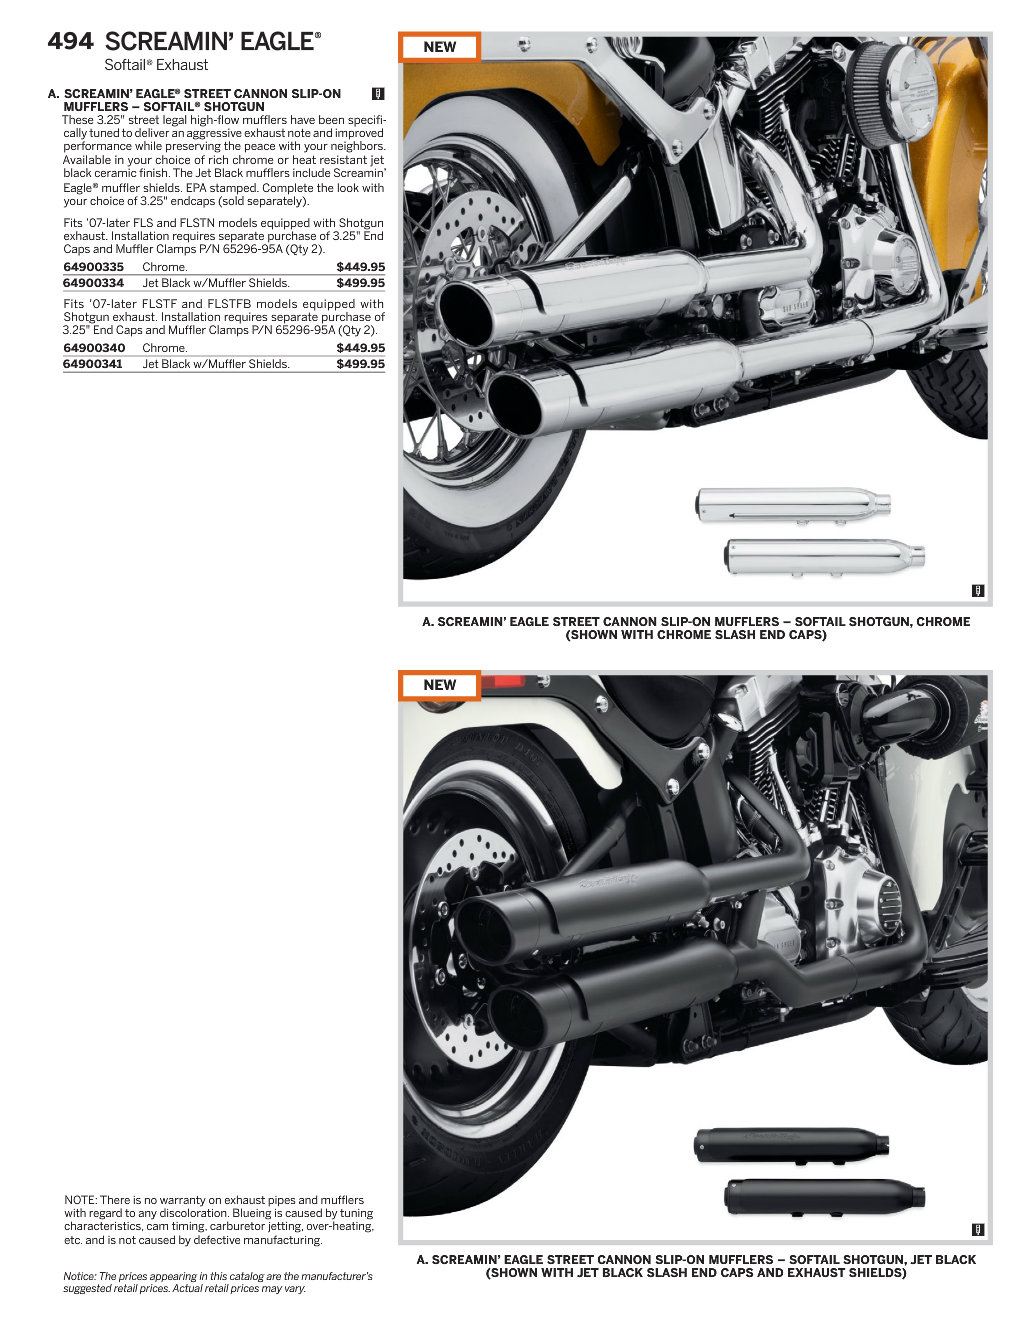 494 SCREAMIN' EAGLE®
Softail® Exhaust
A. SCREAMIN' EAGLE® STREET CANNON SLIP-ON
MUFFLERS – SOFTAIL® SHOTGUN
These 3.25" street legal high-flow mufflers have been specifi-
cally tuned to deliver an aggressive exhaust note and improved
performance while preserving the peace with your neighbors.
Available in your choice of rich chrome or heat resistant jet
black ceramic finish. The Jet Black mufflers include Screamin'
Eagle® muffler shields. EPA stamped. Complete the look with
your choice of 3.25" endcaps (sold separately).
Fits '07-later FLS and FLSTN models equipped with Shotgun
exhaust. Installation requires separate purchase of 3.25" End
Caps and Muffler Clamps P/N 65296-95A (Qty 2).
64900335 Chrome. $449.95
64900334 Jet Black w/Muffler Shields. $499.95
Fits '07-later FLSTF and FLSTFB models equipped with
Shotgun exhaust. Installation requires separate purchase of
3.25" End Caps and Muffler Clamps P/N 65296-95A (Qty 2).
64900340 Chrome. $449.95
64900341 Jet Black w/Muffler Shields. $499.95
NEW
A. SCREAMIN' EAGLE STREET CANNON SLIP-ON MUFFLERS – SOFTAIL SHOTGUN, CHROME
(SHOWN WITH CHROME SLASH END CAPS)
NEW
A. SCREAMIN' EAGLE STREET CANNON SLIP-ON MUFFLERS – SOFTAIL SHOTGUN, JET BLACK
(SHOWN WITH JET BLACK SLASH END CAPS AND EXHAUST SHIELDS)
NOTE: There is no warranty on exhaust pipes and mufflers
with regard to any discoloration. Blueing is caused by tuning
characteristics, cam timing, carburetor jetting, over-heating,
etc. and is not caused by defective manufacturing.
Notice: The prices appearing in this catalog are the manufacturer's
suggested retail prices. Actual retail prices may vary.